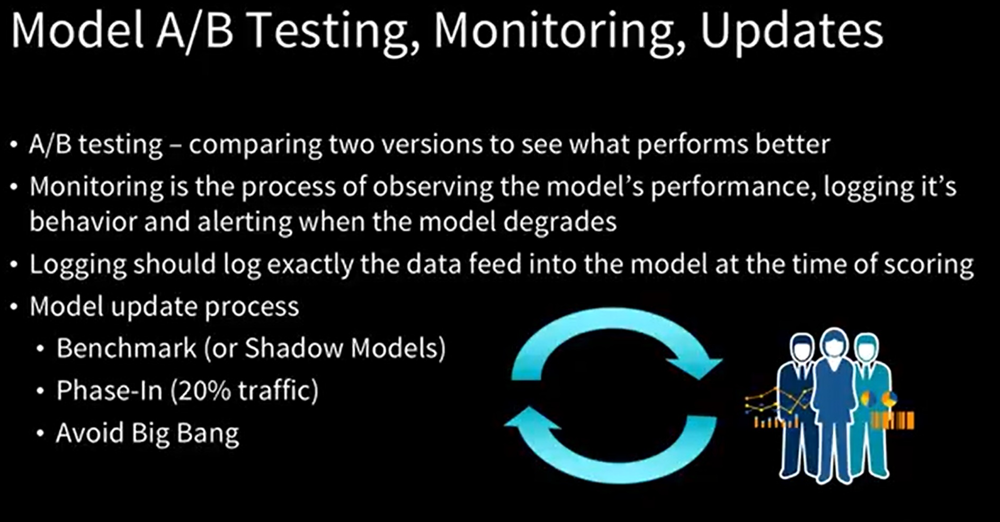 Model A/B Testing, Monitoring, Updates
• A/B testing – comparing two versions to see what performs better
• Monitoring is the process of observing the model’s performance, logging it’s
behavior and alerting when the model degrades
• Logging should log exactly the data feed into the model at the time of scoring
• Model update process
• Benchmark (or Shadow Models)
• Phase-In (20% traffic)
• Avoid Big Bang